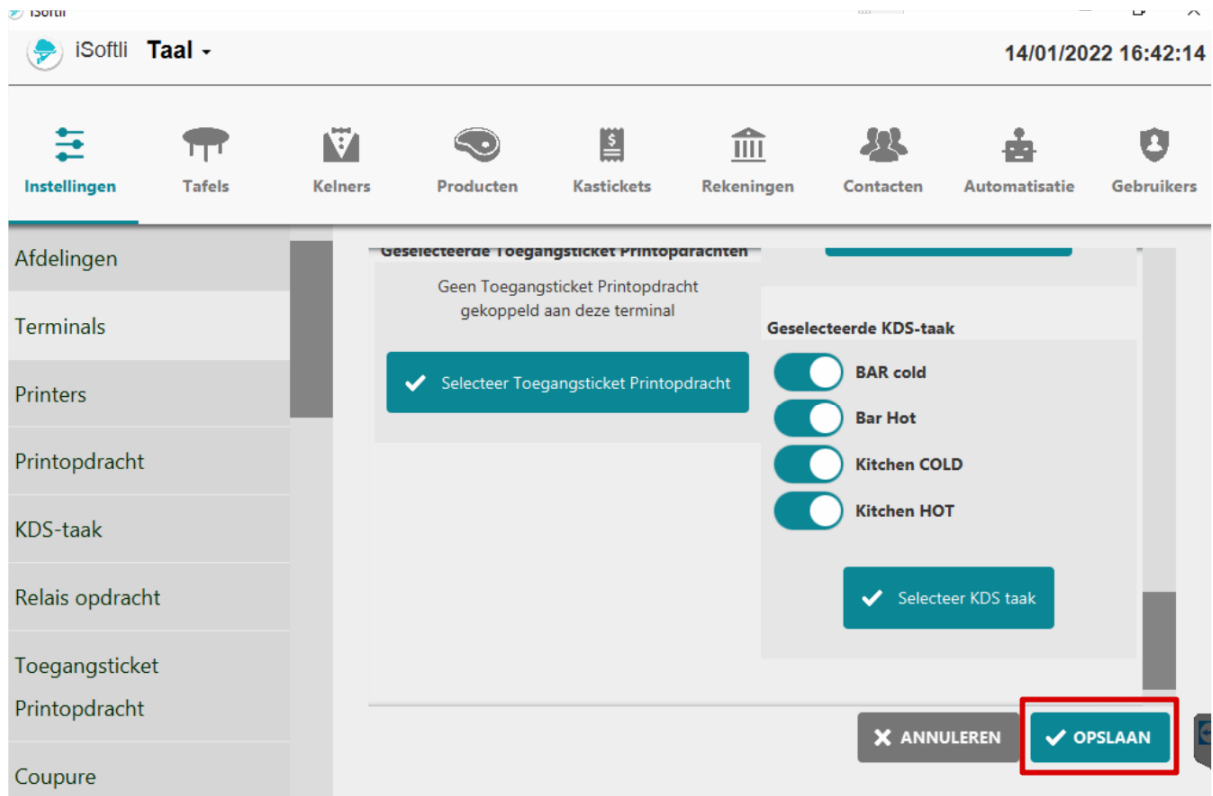 iSoftli
iSoftli Taal
14/01/2022 16:42:14
Instellingen
Tafels
Kelners
Producten
Kastickets
Rekeningen
Contacten
Automatisatie
Gebruikers
Afdelingen
Terminals
Printers
Printopdracht
KDS-taak
Relais opdracht
Toegangsticket
Printopdracht
Coupure
Geselecteerde Toegangsticket Printopdrachten
Geen Toegangsticket Printopdracht
gekoppeld aan deze terminal
Selecteer Toegangsticket Printopdracht
Geselecteerde KDS-taak
BAR cold
Bar Hot
Kitchen COLD
Kitchen HOT
Selecteer KDS taak
ANNULEREN
OPSLAAN